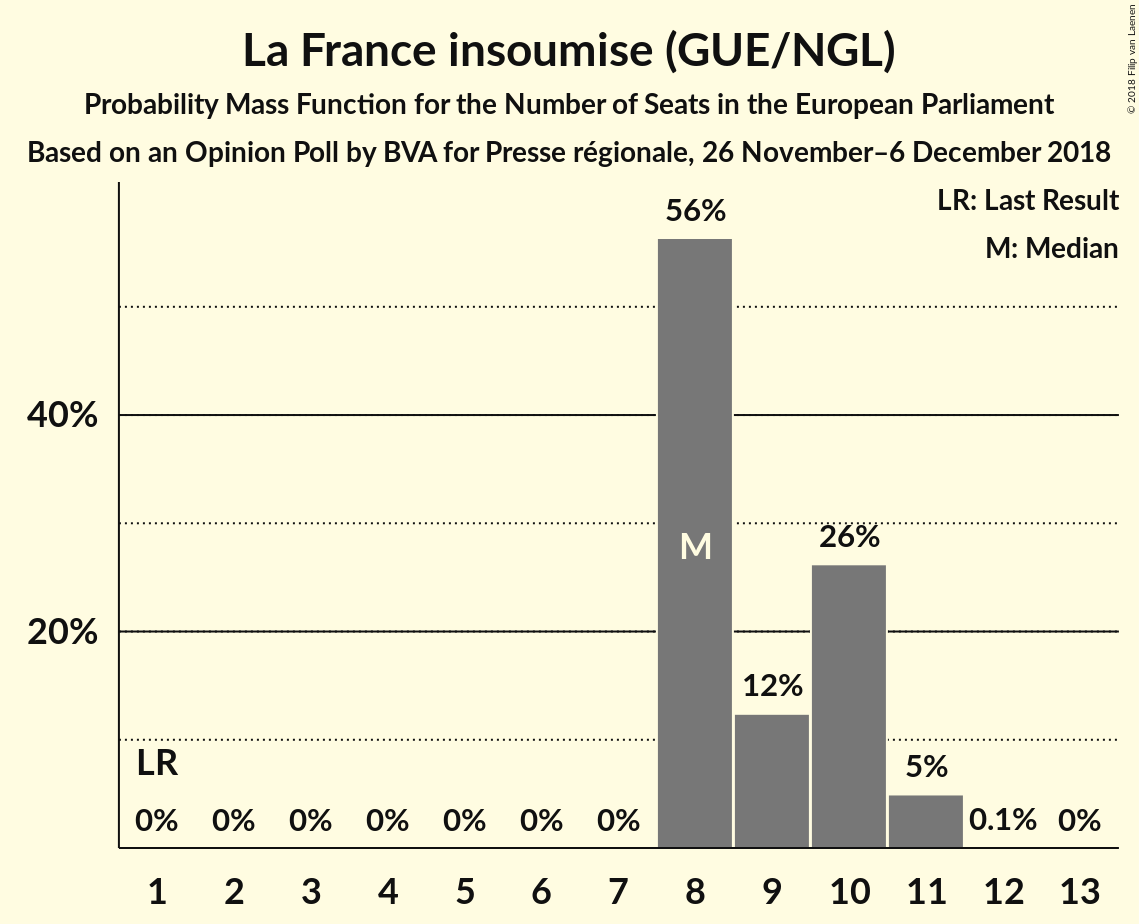 La France insoumise (GUE/NGL)
Probability Mass Function for the Number of Seats in the European Parliament
Based on an Opinion Poll by BVA for Presse régionale, 26 November–6 December 2018
© 2018 Filip van Laenen
LR: Last Result
M: Median
56%
40%
M
26%
20%
12%
LR
5%
0% 0% 0% 0% 0% 0% 0% 0.1% 0%
1 2 3 4 5 6 7 8 9 10 11 12 13